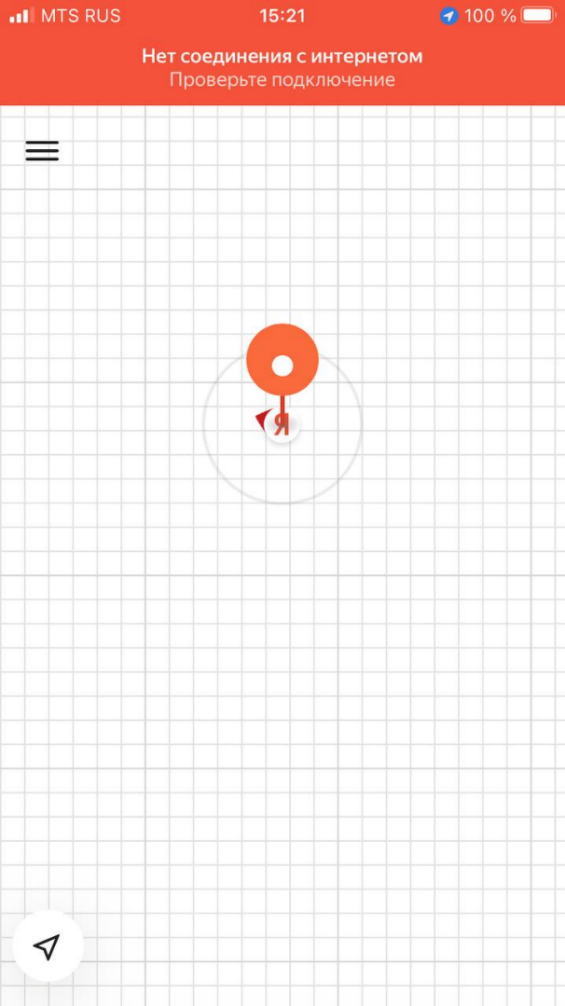 MTS RUS 15:21 100 %
Нет соединения с интернетом
Проверьте подключение
Я